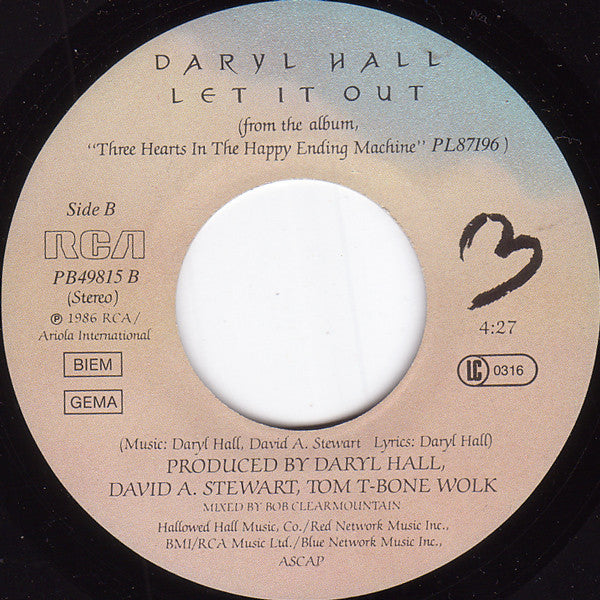 DARYL HALL
LET IT OUT
(from the album,
"Three Hearts In The Happy Ending Machine" PL87196)
Side B
RCA
PB49815 B
(Stereo)
℗ 1986 RCA/
Ariola International
BIEM
GEMA
3
4:27
LC 0316
(Music: Daryl Hall, David A. Stewart Lyrics: Daryl Hall)
PRODUCED BY DARYL HALL,
DAVID A. STEWART, TOM T-BONE WOLK
MIXED BY BOB CLEARMOUNTAIN
Hallowed Hall Music, Co./Red Network Music Inc.,
BMI/RCA Music Ltd./Blue Network Music Inc.,
ASCAP